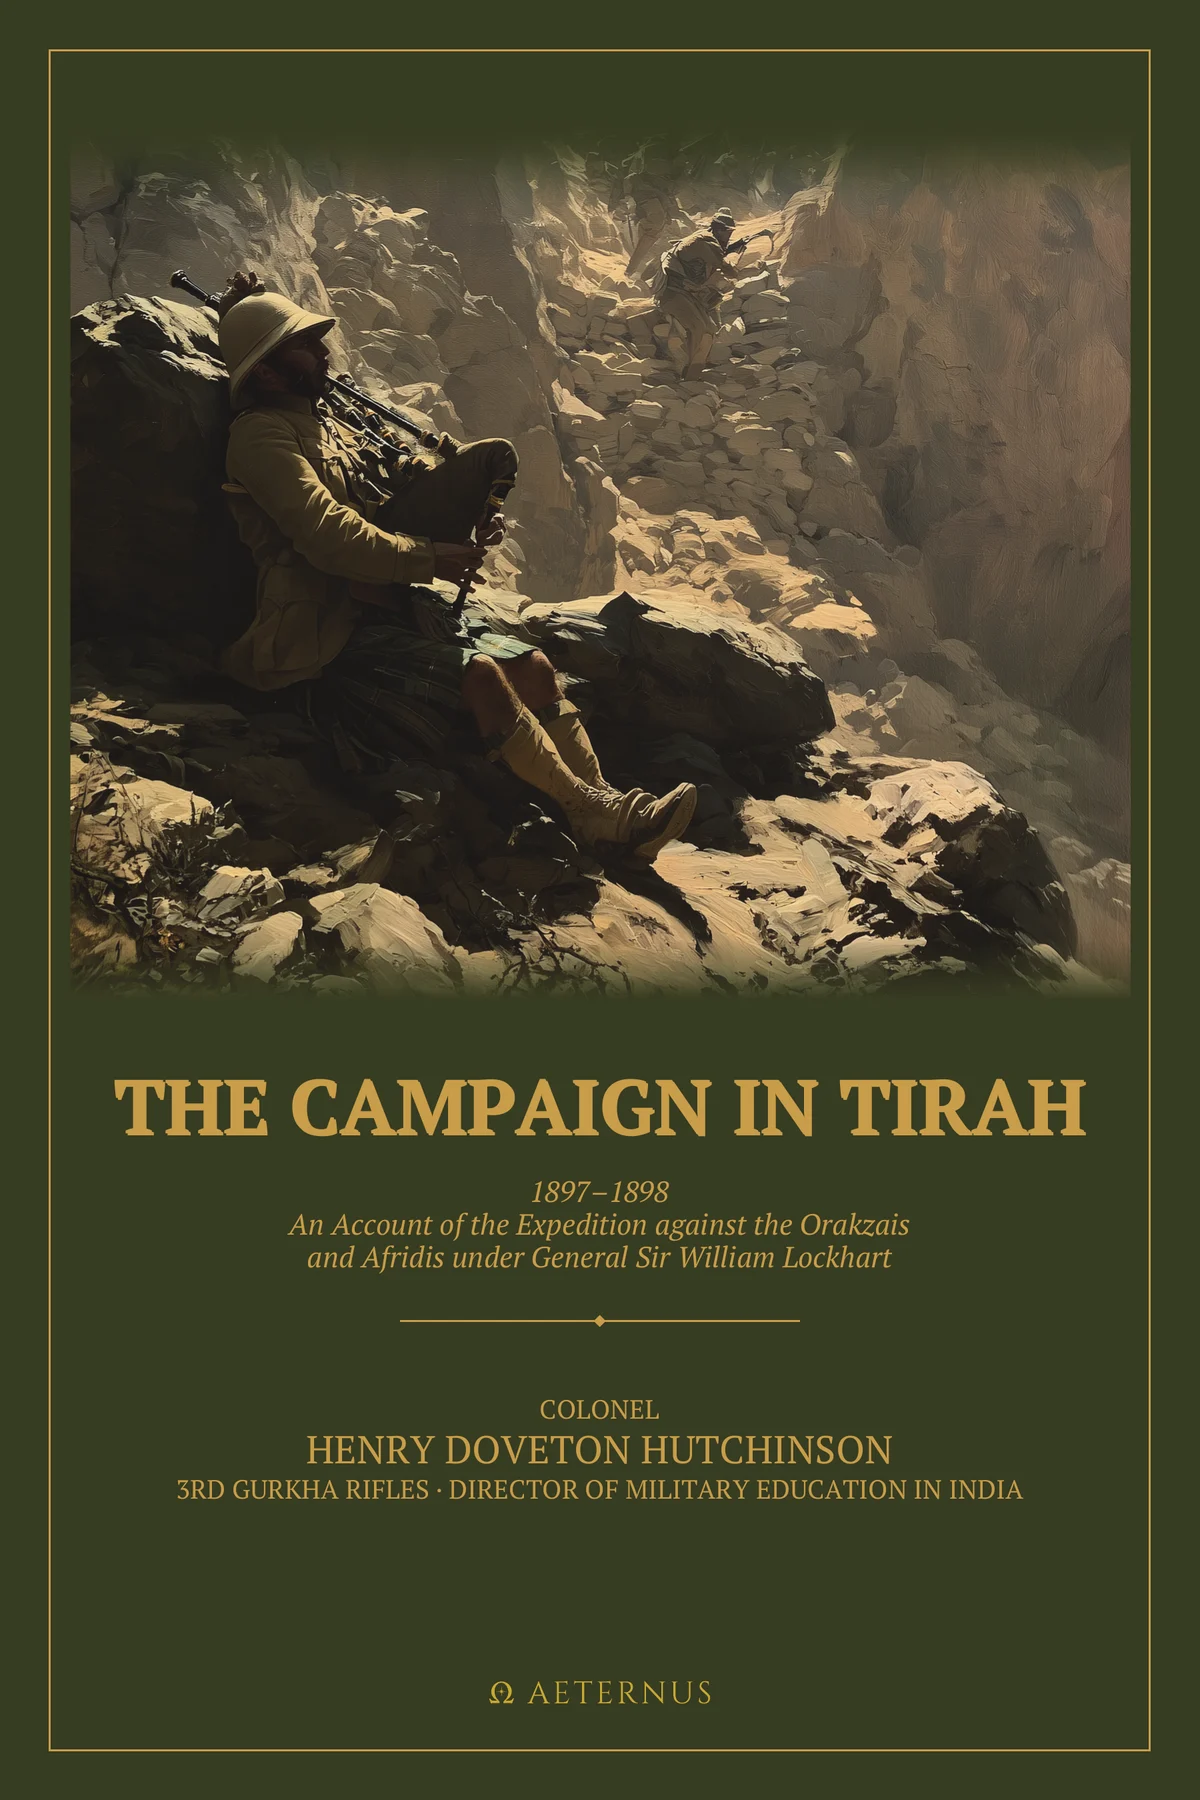 THE CAMPAIGN IN TIRAH
1897–1898
An Account of the Expedition against the Orakzais
and Afridis under General Sir William Lockhart
COLONEL
HENRY DOVETON HUTCHINSON
3RD GURKHA RIFLES · DIRECTOR OF MILITARY EDUCATION IN INDIA
Ω AETERNUS